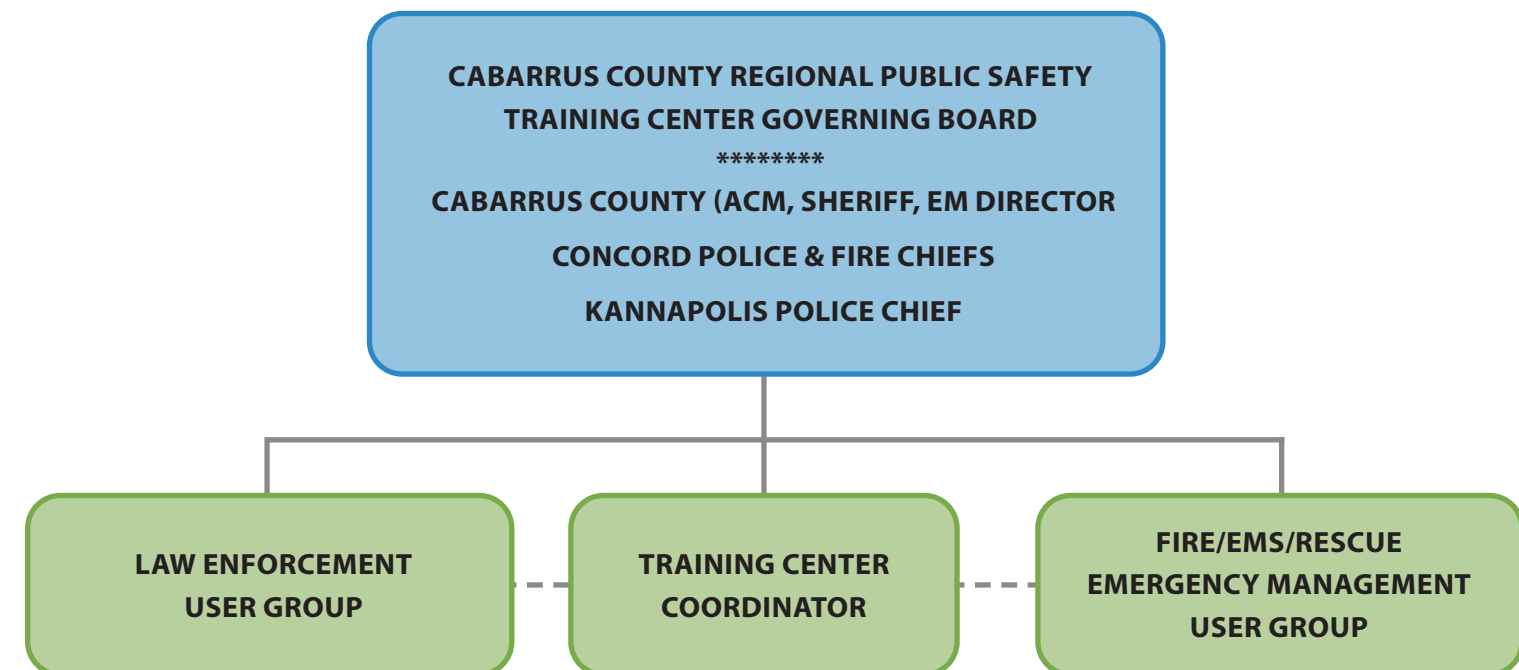 CABARRUS COUNTY REGIONAL PUBLIC SAFETY
TRAINING CENTER GOVERNING BOARD
********
CABARRUS COUNTY (ACM, SHERIFF, EM DIRECTOR
CONCORD POLICE & FIRE CHIEFS
KANNAPOLIS POLICE CHIEF
LAW ENFORCEMENT
USER GROUP
TRAINING CENTER
COORDINATOR
FIRE/EMS/RESCUE
EMERGENCY MANAGEMENT
USER GROUP